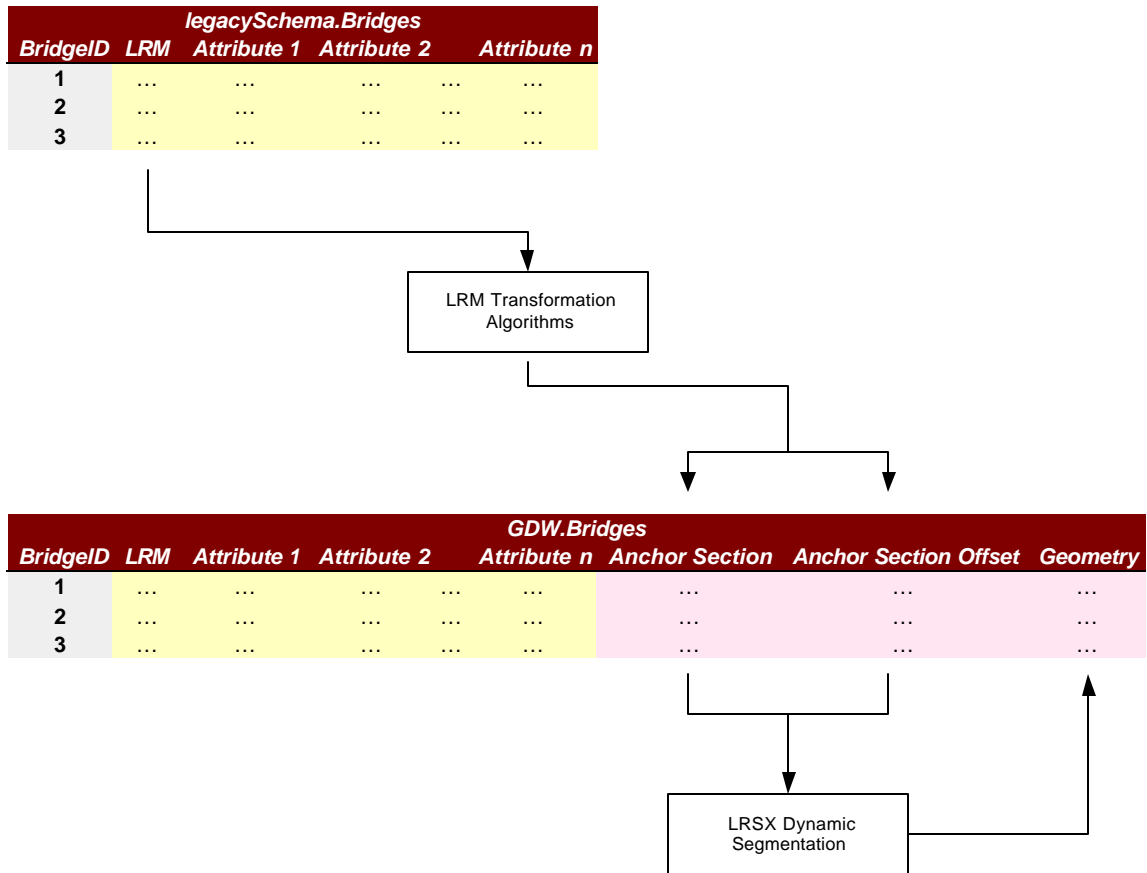 legacySchema.Bridges
BridgeID LRM Attribute 1 Attribute 2 Attribute n
1 … … … … …
2 … … … … …
3 … … … … …
LRM Transformation
Algorithms
GDW.Bridges
BridgeID LRM Attribute 1 Attribute 2 Attribute n Anchor Section Anchor Section Offset Geometry
1 … … … … … … … …
2 … … … … … … … …
3 … … … … … … … …
LRSX Dynamic
Segmentation